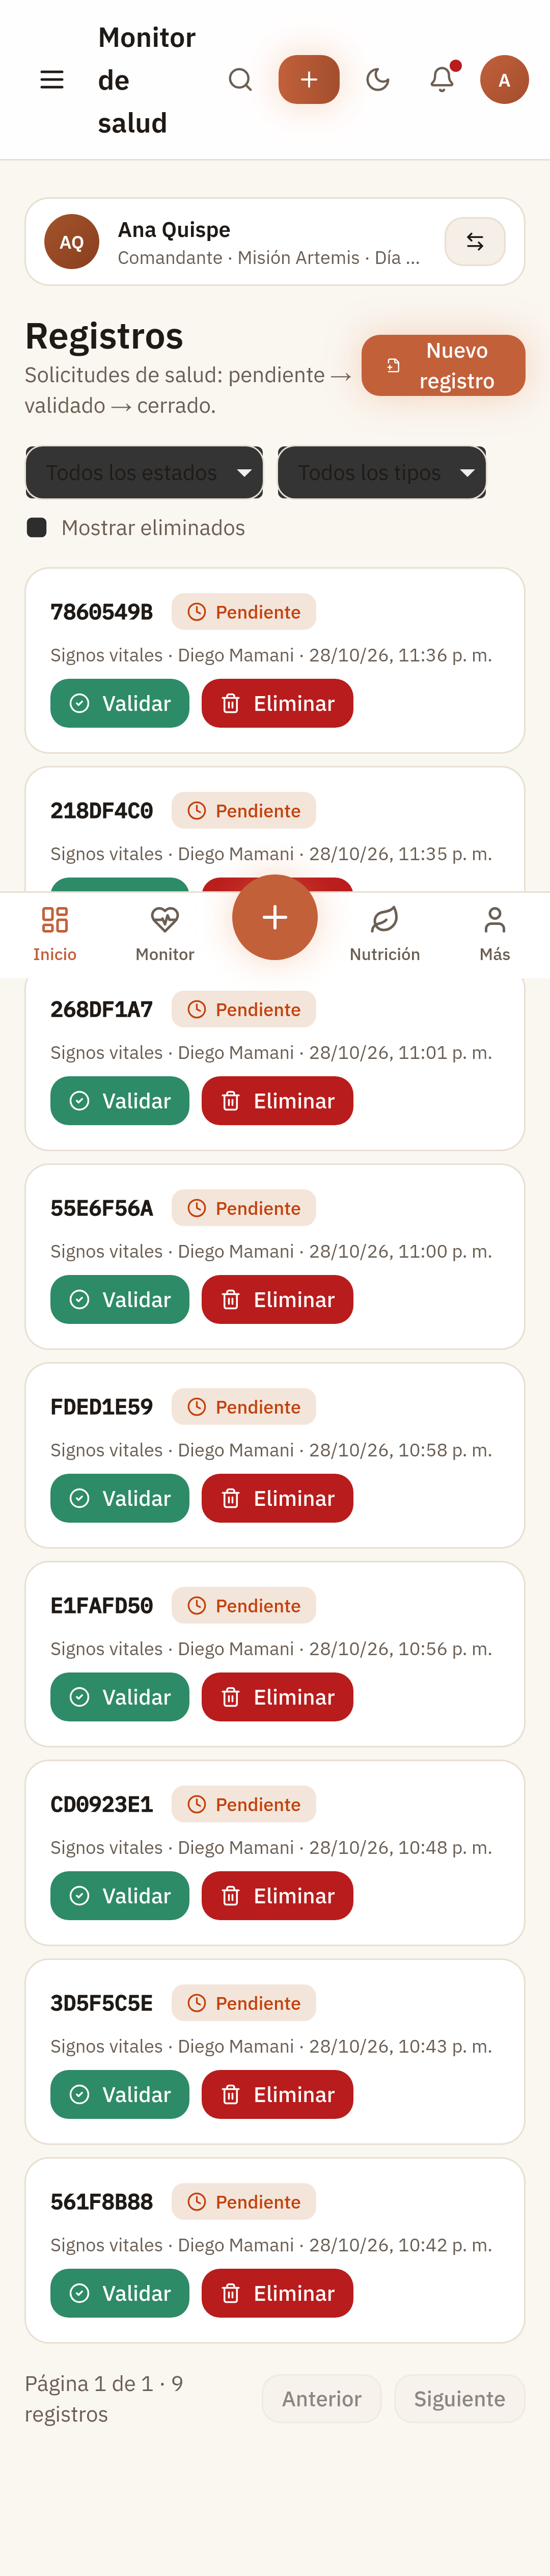 Monitor
de
salud
A
AQ
Ana Quispe
Comandante · Misión Artemis · Día ...
Registros
Solicitudes de salud: pendiente →
validado → cerrado.
Nuevo
registro
Todos los estados
Todos los tipos
Mostrar eliminados
7860549B Pendiente
Signos vitales · Diego Mamani · 28/10/26, 11:36 p. m.
Validar Eliminar
218DF4C0 Pendiente
Signos vitales · Diego Mamani · 28/10/26, 11:35 p. m.
Inicio Monitor Nutrición Más
268DF1A7 Pendiente
Signos vitales · Diego Mamani · 28/10/26, 11:01 p. m.
Validar Eliminar
55E6F56A Pendiente
Signos vitales · Diego Mamani · 28/10/26, 11:00 p. m.
Validar Eliminar
FDED1E59 Pendiente
Signos vitales · Diego Mamani · 28/10/26, 10:58 p. m.
Validar Eliminar
E1FAFD50 Pendiente
Signos vitales · Diego Mamani · 28/10/26, 10:56 p. m.
Validar Eliminar
CD0923E1 Pendiente
Signos vitales · Diego Mamani · 28/10/26, 10:48 p. m.
Validar Eliminar
3D5F5C5E Pendiente
Signos vitales · Diego Mamani · 28/10/26, 10:43 p. m.
Validar Eliminar
561F8B88 Pendiente
Signos vitales · Diego Mamani · 28/10/26, 10:42 p. m.
Validar Eliminar
Página 1 de 1 · 9
registros
Anterior Siguiente